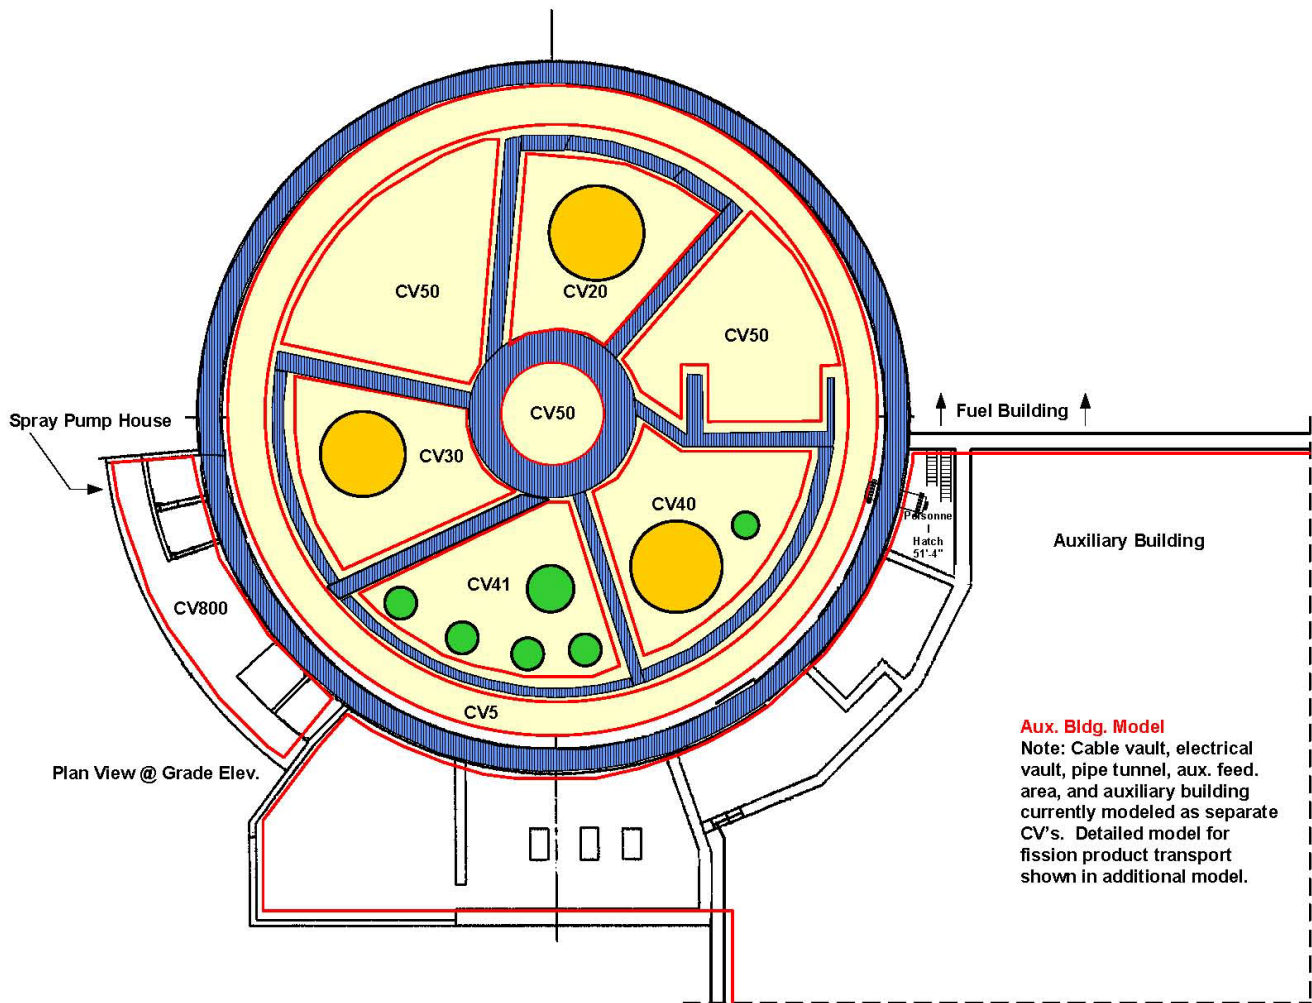 CV50
CV20
CV50
CV50
Fuel Building
Spray Pump House
CV30
CV40
Hatch
51'-4"
Auxiliary Building
CV41
CV800
CV5
Plan View @ Grade Elev.
Aux. Bldg. Model
Note: Cable vault, electrical
vault, pipe tunnel, aux. feed.
area, and auxiliary building
currently modeled as separate
CV's. Detailed model for
fission product transport
shown in additional model.